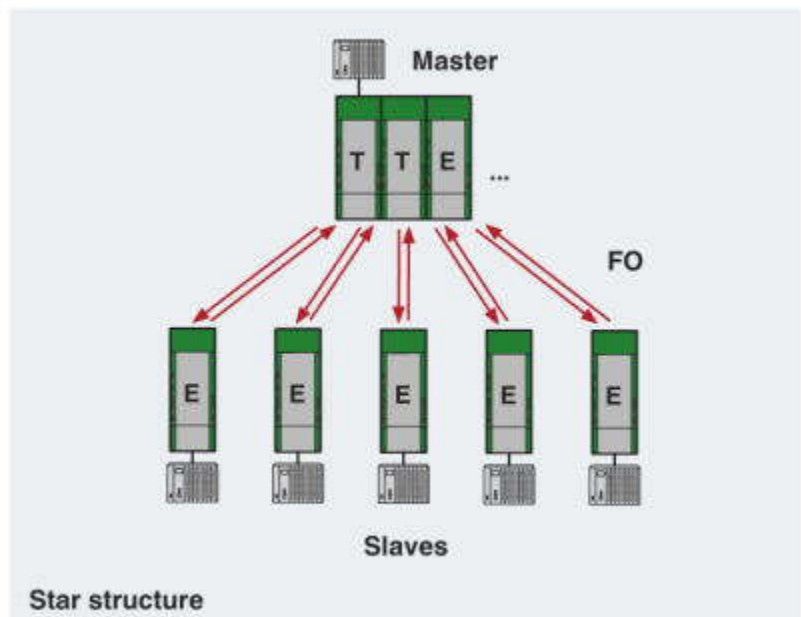 Master
T T E ...
FO
E E E E E
Slaves
Star structure